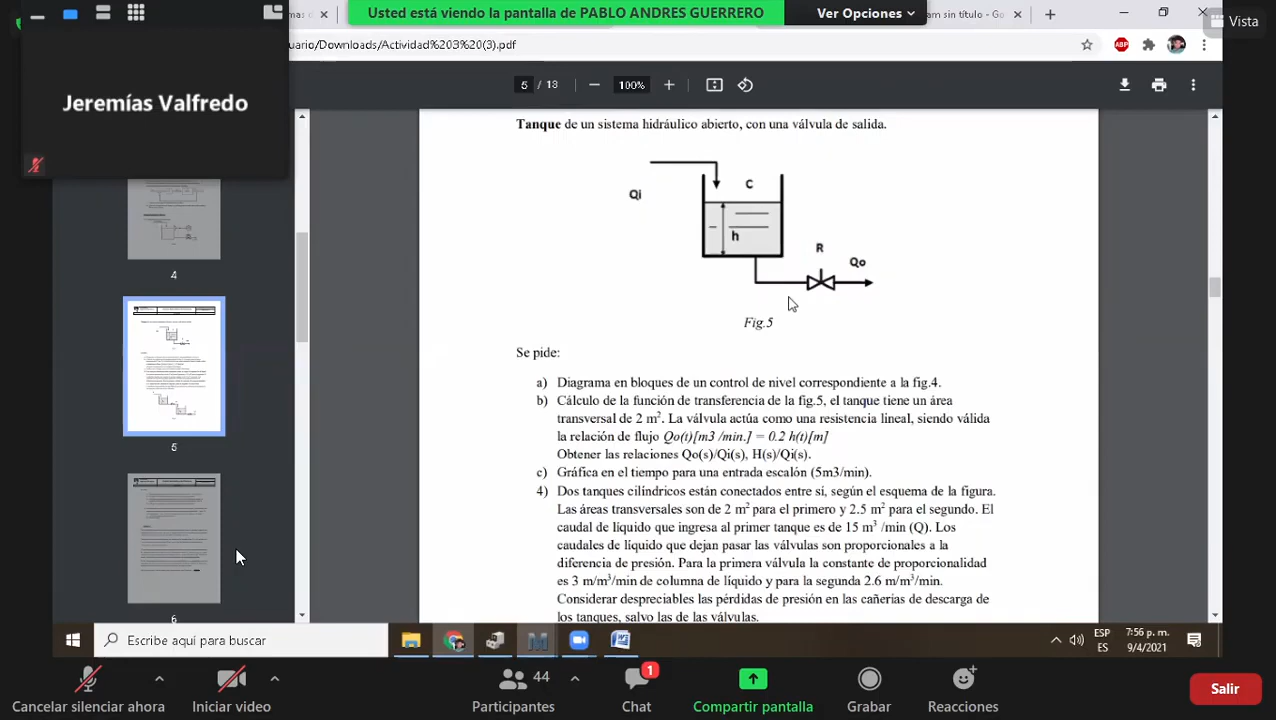 Usted está viendo la pantalla de PABLO ANDRES GUERRERO
Ver Opciones
Vista
uario/Downloads/Actividad%203%20(3).pdf
ABP
5 / 13
100%
Jeremías Valfredo
4
5
6
Tanque de un sistema hidráulico abierto, con una válvula de salida.
Qi
C
h
R
Qo
Fig.5
Se pide:
a) Diagrama en bloques de un control de nivel correspondiente a la fig.4.
b) Cálculo de la función de transferencia de la fig.5, el tanque tiene un área
transversal de 2 m2. La válvula actúa como una resistencia lineal, siendo válida
la relación de flujo Qo(t)[m3 /min.] = 0.2 h(t)[m]
Obtener las relaciones Qo(s)/Qi(s), H(s)/Qi(s).
c) Gráfica en el tiempo para una entrada escalón (5m3/min).
4) Dos tanques cilíndricos están conectados entre sí, según el esquema de la figura.
Las áreas transversales son de 2 m2 para el primero y 2.5 m2 para el segundo. El
caudal de líquido que ingresa al primer tanque es de 15 m3 /min (Q). Los
caudales de líquido que dejan pasar las válvulas son proporcionales a la
diferencia de presión. Para la primera válvula la constante de proporcionalidad
es 3 m/m3/min de columna de líquido y para la segunda 2.6 m/m3/min.
Considerar despreciables las pérdidas de presión en las cañerías de descarga de
los tanques, salvo las de las válvulas.
Escribe aquí para buscar
ESP
ES
7:56 p. m.
9/4/2021
Cancelar silenciar ahora
Iniciar video
44
Participantes
1
Chat
Compartir pantalla
Grabar
Reacciones
Salir